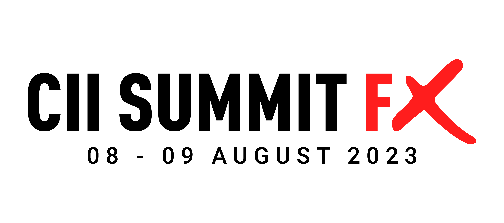 CII SUMMIT FX
08 - 09 AUGUST 2023